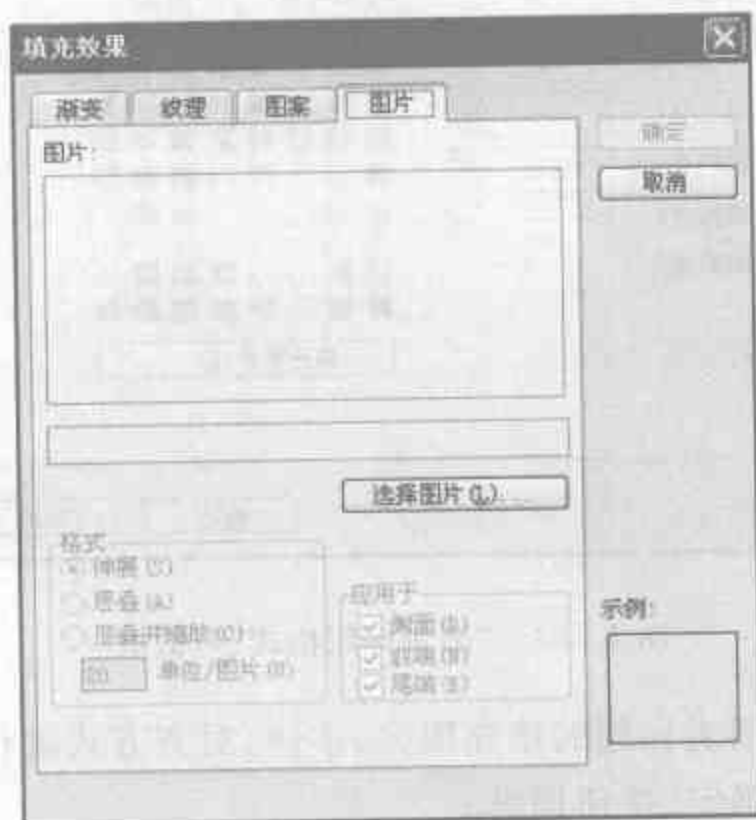 填充效果
渐变 纹理 图案 图片
图片:
确定
取消
选择图片(L)...
格式
伸展(S)
层叠(A)
层叠并缩放(C):
单位/图片(U)
应用于
侧面(D)
前端(N)
尾端(E)
示例: